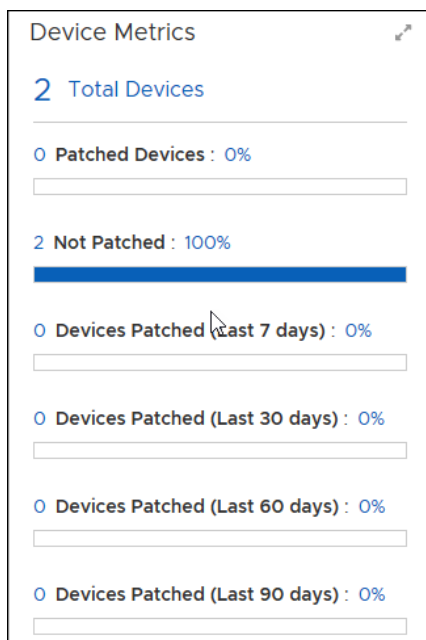 Device Metrics
2 Total Devices
0 Patched Devices : 0%
2 Not Patched : 100%
0 Devices Patched (Last 7 days) : 0%
0 Devices Patched (Last 30 days) : 0%
0 Devices Patched (Last 60 days) : 0%
0 Devices Patched (Last 90 days) : 0%